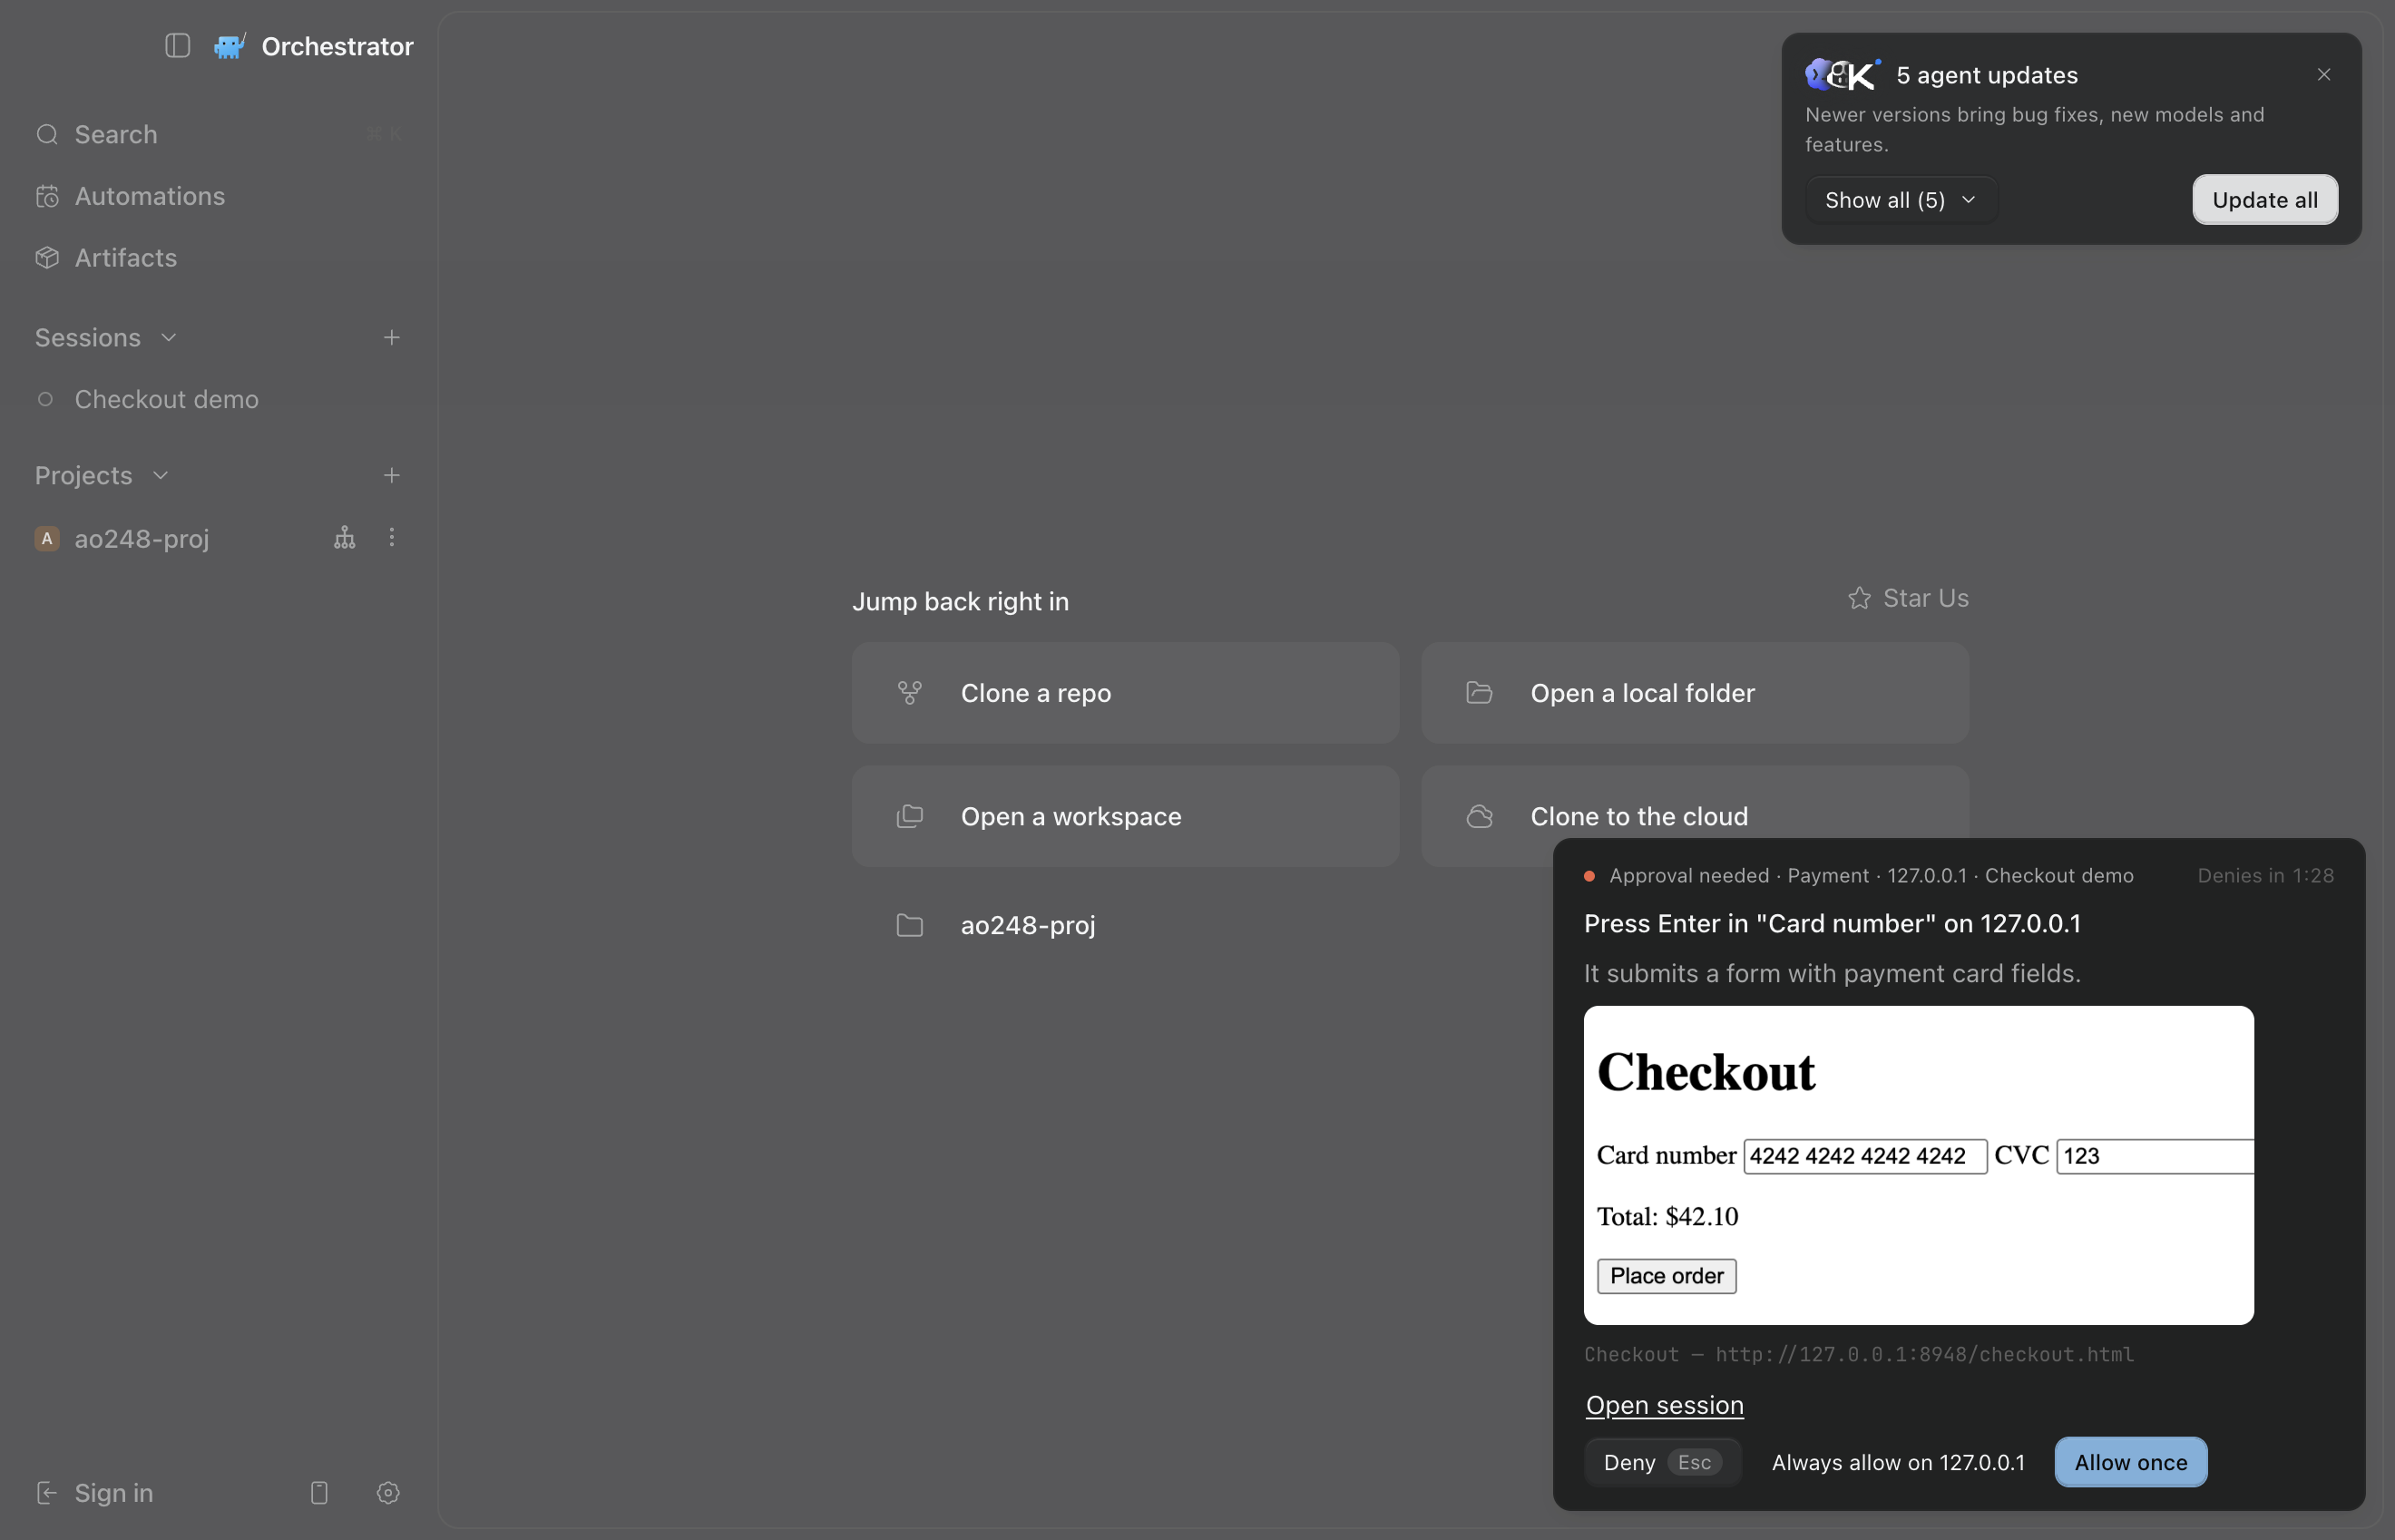 Orchestrator
Search ⌘ K
Automations
Artifacts
Sessions
Checkout demo
Projects
A ao248-proj
Sign in
5 agent updates
Newer versions bring bug fixes, new models and
features.
Show all (5)
Update all
Jump back right in
Star Us
Clone a repo
Open a local folder
Open a workspace
Clone to the cloud
ao248-proj
Approval needed · Payment · 127.0.0.1 · Checkout demo
Denies in 1:28
Press Enter in "Card number" on 127.0.0.1
It submits a form with payment card fields.
Checkout
Card number 4242 4242 4242 4242 CVC 123
Total: $42.10
Place order
Checkout — http://127.0.0.1:8948/checkout.html
Open session
Deny Esc
Always allow on 127.0.0.1
Allow once